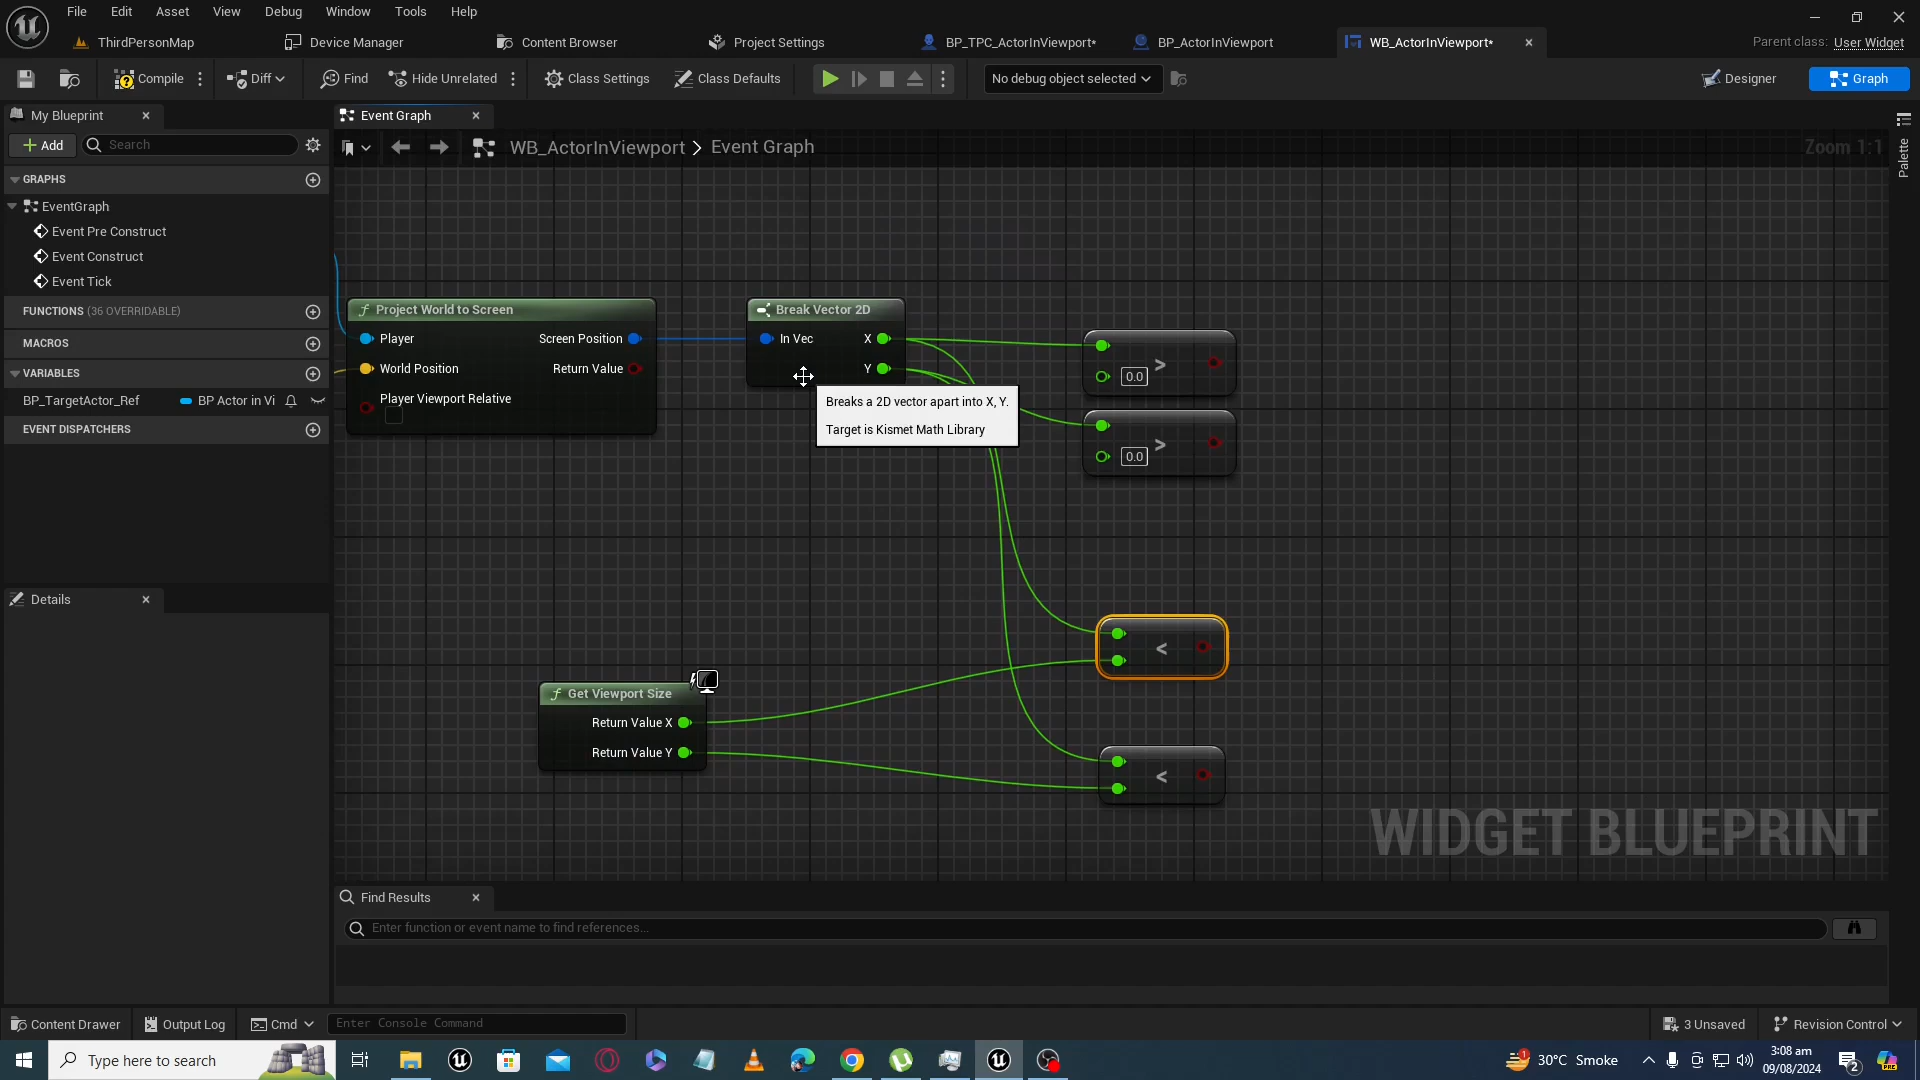 File Edit Asset View Debug Window Tools Help
ThirdPersonMap Device Manager Content Browser Project Settings BP_TPC_ActorInViewport* BP_ActorInViewport WB_ActorInViewport* Parent class: User Widget
Compile Diff Find Hide Unrelated Class Settings Class Defaults No debug object selected Designer Graph
My Blueprint Event Graph
Add Search WB_ActorInViewport > Event Graph Zoom 1:1
Palette
GRAPHS
EventGraph
Event Pre Construct
Event Construct
Event Tick
FUNCTIONS (36 OVERRIDABLE)
MACROS
VARIABLES
BP_TargetActor_Ref BP Actor in Vi
EVENT DISPATCHERS
Details
Project World to Screen
Player Screen Position
World Position Return Value
Player Viewport Relative
Break Vector 2D
In Vec X
Y
Breaks a 2D vector apart into X, Y.
Target is Kismet Math Library
>
0.0
>
0.0
<
<
f Get Viewport Size
Return Value X
Return Value Y
WIDGET BLUEPRINT
Find Results
Enter function or event name to find references...
Content Drawer Output Log Cmd Enter Console Command 3 Unsaved Revision Control
Type here to search 1 30°C Smoke 3:08 am
09/08/2024 2
PRE